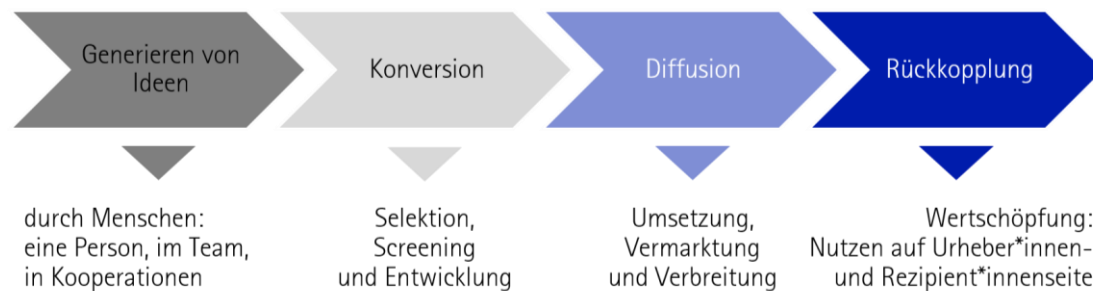 Generieren von
Ideen
Konversion
Diffusion
Rückkopplung
durch Menschen:
eine Person, im Team,
in Kooperationen
Selektion,
Screening
und Entwicklung
Umsetzung,
Vermarktung
und Verbreitung
Wertschöpfung:
Nutzen auf Urheber*innen-
und Rezipient*innenseite